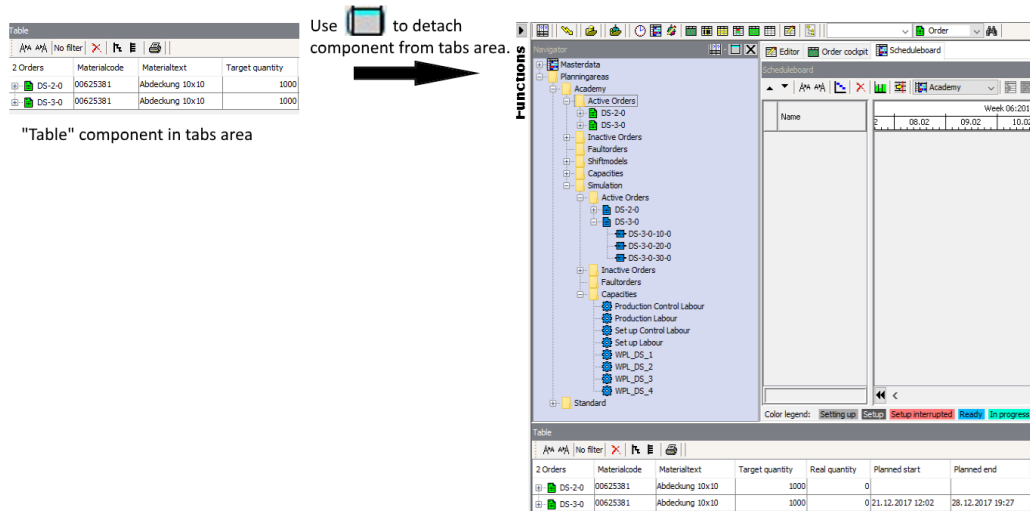 Table
No filter
2 Orders Materialcode Materialtext Target quantity
DS-2-0 00625381 Abdeckung 10x10 1000
DS-3-0 00625381 Abdeckung 10x10 1000
"Table" component in tabs area
Use to detach
component from tabs area.
Functions
Order
Navigator
Masterdata
Planningareas
Academy
Active Orders
DS-2-0
DS-3-0
Inactive Orders
Faultorders
Shiftmodels
Capacities
Simulation
Active Orders
DS-2-0
DS-3-0
DS-3-0-10-0
DS-3-0-20-0
DS-3-0-30-0
Inactive Orders
Faultorders
Capacities
Production Control Labour
Production Labour
Set up Control Labour
Set up Labour
WPL_DS_1
WPL_DS_2
WPL_DS_3
WPL_DS_4
Standard
Editor Order cockpit Scheduleboard
Scheduleboard
Academy
Name
Week 06:201
2 08.02 09.02 10.02
Color legend: Setting up Setup Setup interrupted Ready In progress
Table
No filter
2 Orders Materialcode Materialtext Target quantity Real quantity Planned start Planned end
DS-2-0 00625381 Abdeckung 10x10 1000 0
DS-3-0 00625381 Abdeckung 10x10 1000 0 21.12.2017 12:02 28.12.2017 19:27